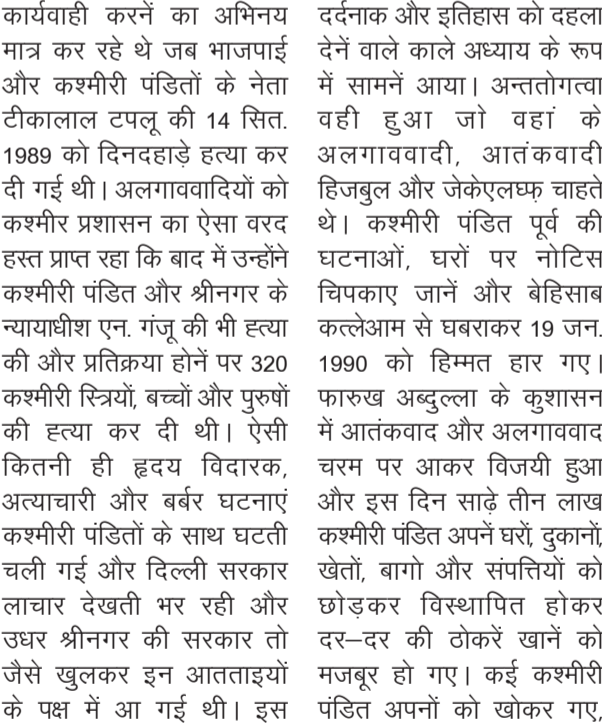 कार्यवाही करनें का अभिनय
मात्र कर रहे थे जब भाजपाई
और कश्मीरी पंडितों के नेता
टीकालाल टपलू की 14 सित.
1989 को दिनदहाड़े हत्या कर
दी गई थी। अलगाववादियों को
कश्मीर प्रशासन का ऐसा वरद
हस्त प्राप्त रहा कि बाद में उन्होंने
कश्मीरी पंडित और श्रीनगर के
न्यायाधीश एन. गंजू की भी ह्त्या
की और प्रतिक्रया होनें पर 320
कश्मीरी स्त्रियों, बच्चों और पुरुषों
की ह्त्या कर दी थी। ऐसी
कितनी ही हृदय विदारक,
अत्याचारी और बर्बर घटनाएं
कश्मीरी पंडितों के साथ घटती
चली गई और दिल्ली सरकार
लाचार देखती भर रही और
उधर श्रीनगर की सरकार तो
जैसे खुलकर इन आतताइयों
के पक्ष में आ गई थी। इस
दर्दनाक और इतिहास को दहला
देनें वाले काले अध्याय के रूप
में सामनें आया। अन्ततोगत्वा
वही हुआ जो वहां के
अलगाववादी, आतंकवादी
हिजबुल और जेकेएलघ्फ़ चाहते
थे। कश्मीरी पंडित पूर्व की
घटनाओं, घरों पर नोटिस
चिपकाए जानें और बेहिसाब
कत्लेआम से घबराकर 19 जन.
1990 को हिम्मत हार गए।
फारुख अब्दुल्ला के कुशासन
में आतंकवाद और अलगाववाद
चरम पर आकर विजयी हुआ
और इस दिन साढ़े तीन लाख
कश्मीरी पंडित अपनें घरों, दुकानों,
खेतों, बागो और संपत्तियों को
छोड़कर विस्थापित होकर
दर–दर की ठोकरें खानें को
मजबूर हो गए। कई कश्मीरी
पंडित अपनों को खोकर गए,